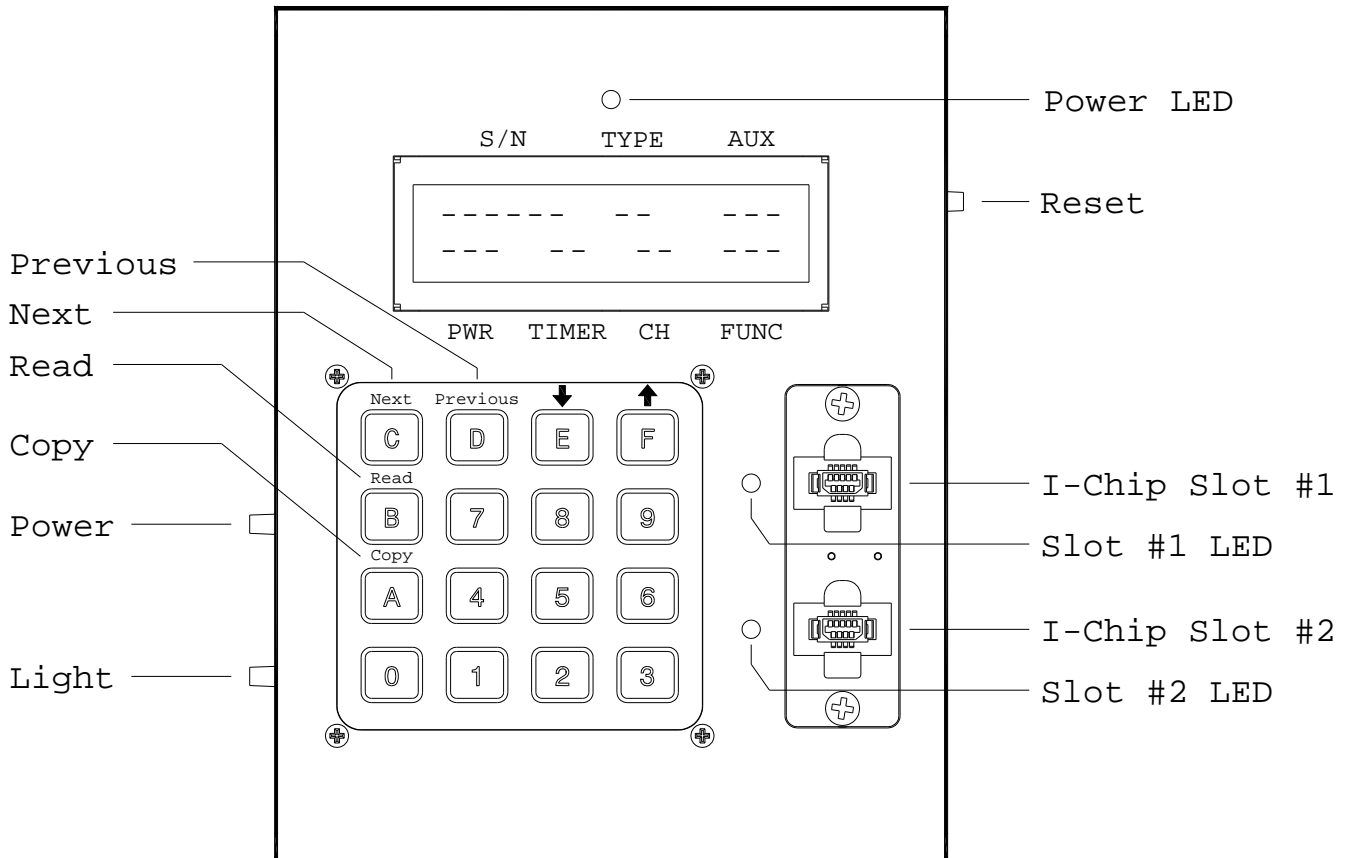 Power LED
S/N TYPE AUX
------ -- ---
Reset
--- -- -- ---
Previous
Next
PWR TIMER CH FUNC
Read
Next Previous
C D E F
Copy
Read
I-Chip Slot #1
B 7 8 9
Power
Slot #1 LED
Copy
A 4 5 6
I-Chip Slot #2
Light
0 1 2 3
Slot #2 LED